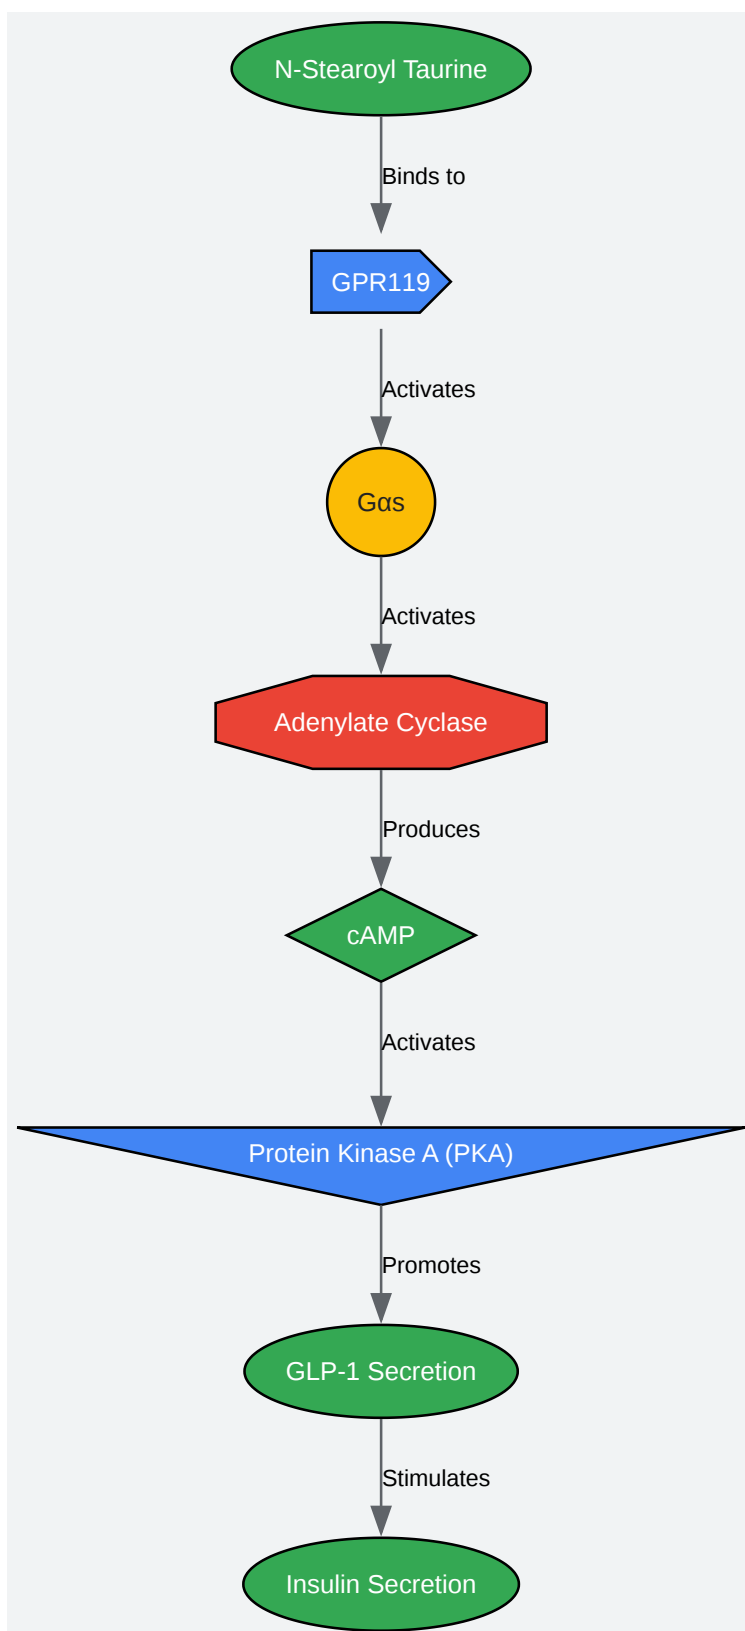 N-Stearoyl Taurine
Binds to
GPR119
Activates
Gαs
Activates
Adenylate Cyclase
Produces
cAMP
Activates
Protein Kinase A (PKA)
Promotes
GLP-1 Secretion
Stimulates
Insulin Secretion